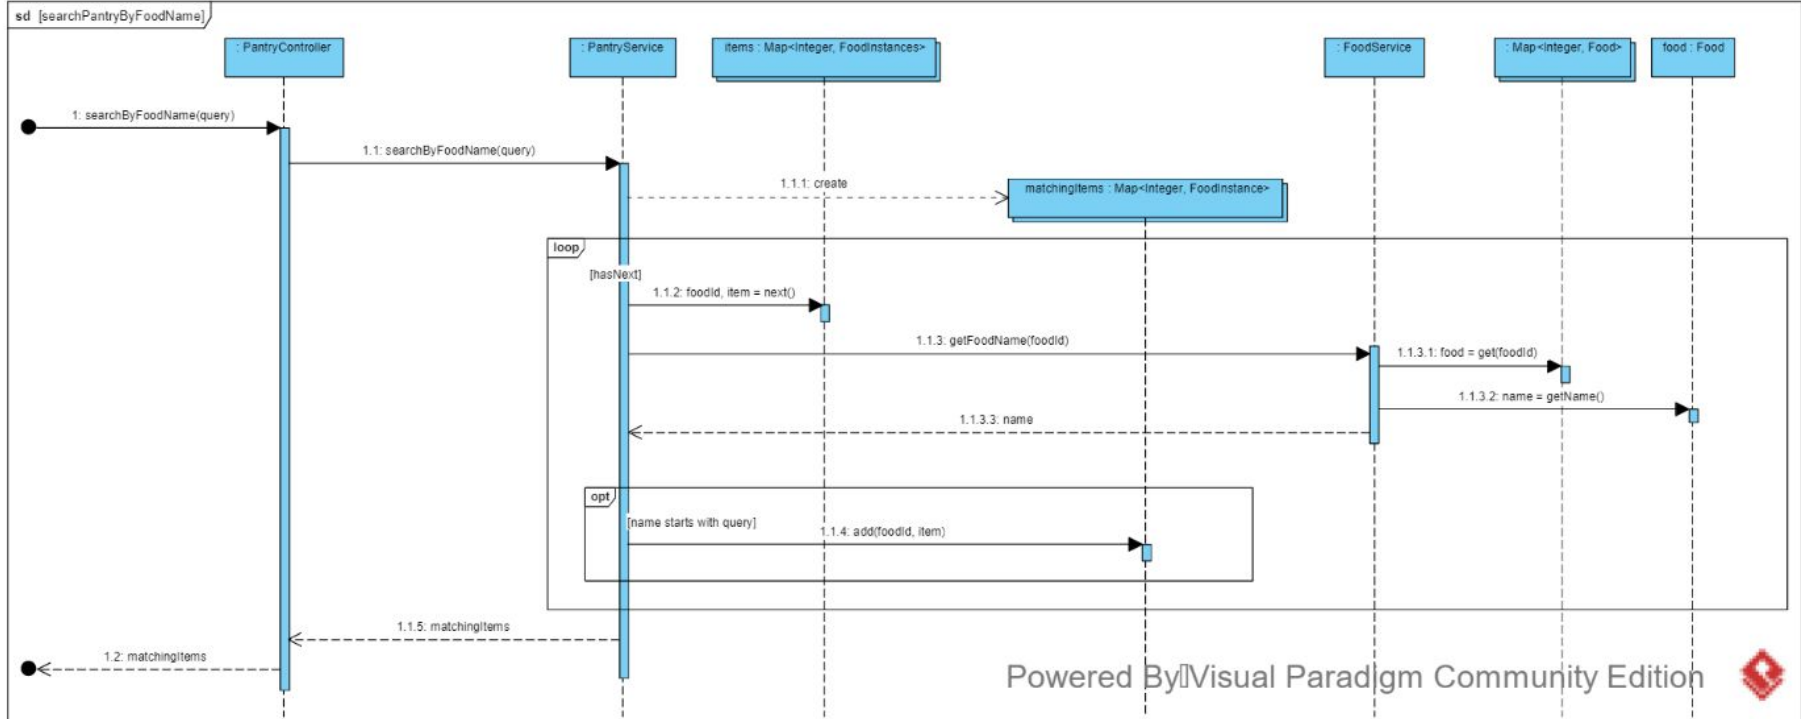 sd [searchPantryByFoodName]
: PantryController
: PantryService
items : Map<Integer, FoodInstances>
: FoodService
: Map<Integer, Food>
food : Food
1: searchByFoodName(query)
1.1: searchByFoodName(query)
1.1.1: create
matchingItems : Map<Integer, FoodInstance>
loop
[hasNext]
1.1.2: foodId, item = next()
1.1.3: getFoodName(foodId)
1.1.3.1: food = get(foodId)
1.1.3.2: name = getName()
1.1.3.3: name
opt
[name starts with query]
1.1.4: add(foodId, item)
1.1.5: matchingItems
1.2: matchingItems
Powered By Visual Paradigm Community Edition